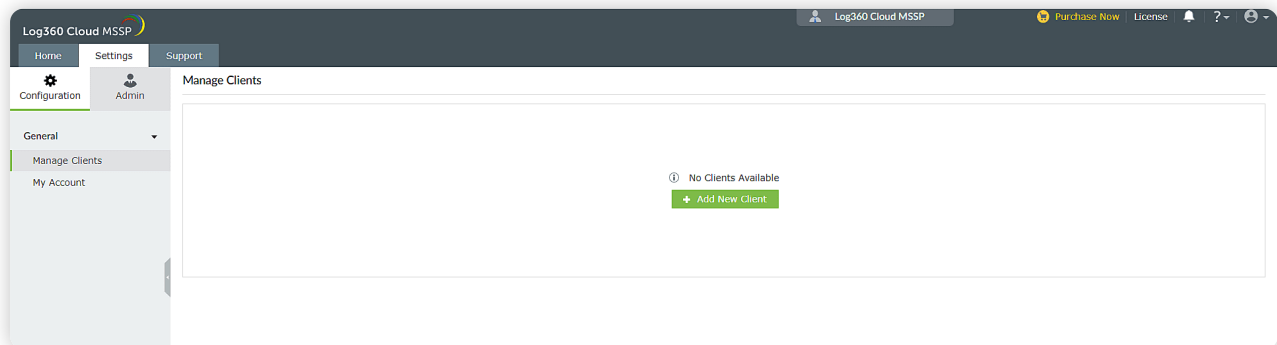 Log360 Cloud MSSP
Log360 Cloud MSSP
Purchase Now License ?
Home Settings Support
Configuration Admin
Manage Clients
General
Manage Clients
My Account
No Clients Available
+ Add New Client